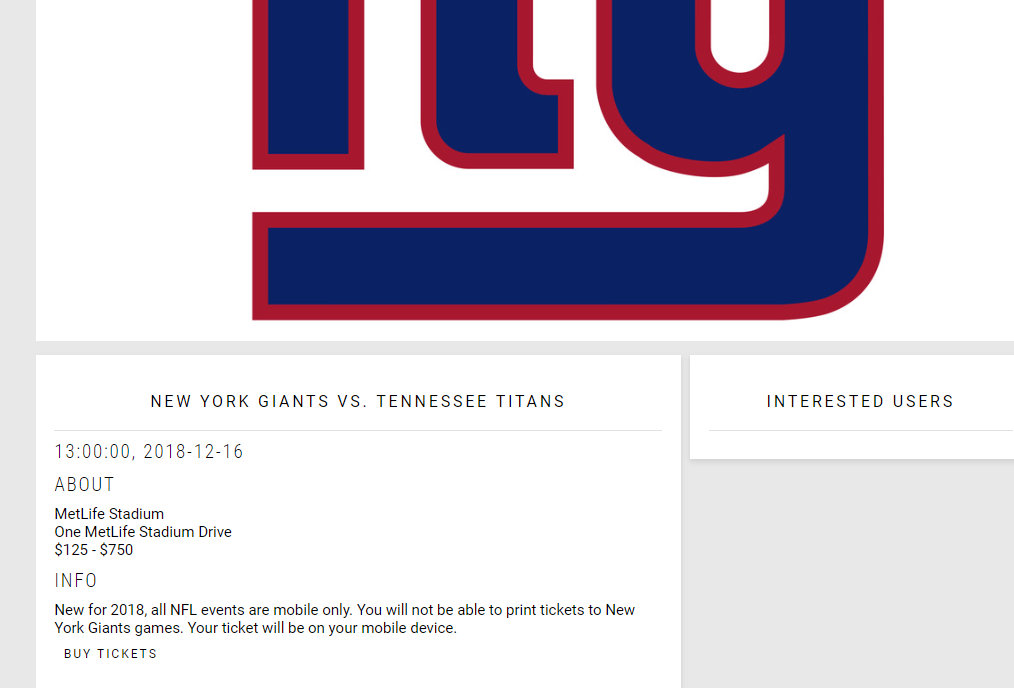 ny
NEW YORK GIANTS VS. TENNESSEE TITANS
13:00:00, 2018-12-16
ABOUT
MetLife Stadium
One MetLife Stadium Drive
$125 - $750
INFO
New for 2018, all NFL events are mobile only. You will not be able to print tickets to New
York Giants games. Your ticket will be on your mobile device.
BUY TICKETS
INTERESTED USERS